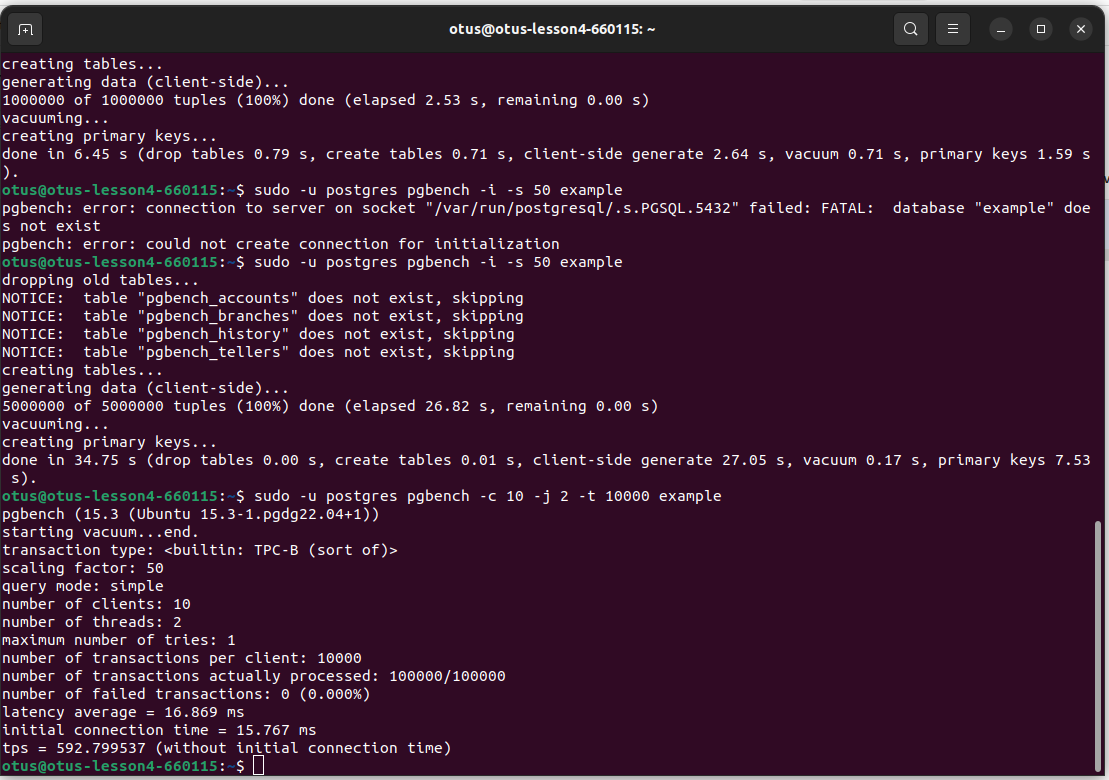 otus@otus-lesson4-660115: ~
creating tables...
generating data (client-side)...
1000000 of 1000000 tuples (100%) done (elapsed 2.53 s, remaining 0.00 s)
vacuuming...
creating primary keys...
done in 6.45 s (drop tables 0.79 s, create tables 0.71 s, client-side generate 2.64 s, vacuum 0.71 s, primary keys 1.59 s
).
otus@otus-lesson4-660115:~$ sudo -u postgres pgbench -i -s 50 example
pgbench: error: connection to server on socket "/var/run/postgresql/.s.PGSQL.5432" failed: FATAL:  database "example" doe
s not exist
pgbench: error: could not create connection for initialization
otus@otus-lesson4-660115:~$ sudo -u postgres pgbench -i -s 50 example
dropping old tables...
NOTICE:  table "pgbench_accounts" does not exist, skipping
NOTICE:  table "pgbench_branches" does not exist, skipping
NOTICE:  table "pgbench_history" does not exist, skipping
NOTICE:  table "pgbench_tellers" does not exist, skipping
creating tables...
generating data (client-side)...
5000000 of 5000000 tuples (100%) done (elapsed 26.82 s, remaining 0.00 s)
vacuuming...
creating primary keys...
done in 34.75 s (drop tables 0.00 s, create tables 0.01 s, client-side generate 27.05 s, vacuum 0.17 s, primary keys 7.53
 s).
otus@otus-lesson4-660115:~$ sudo -u postgres pgbench -c 10 -j 2 -t 10000 example
pgbench (15.3 (Ubuntu 15.3-1.pgdg22.04+1))
starting vacuum...end.
transaction type: <builtin: TPC-B (sort of)>
scaling factor: 50
query mode: simple
number of clients: 10
number of threads: 2
maximum number of tries: 1
number of transactions per client: 10000
number of transactions actually processed: 100000/100000
number of failed transactions: 0 (0.000%)
latency average = 16.869 ms
initial connection time = 15.767 ms
tps = 592.799537 (without initial connection time)
otus@otus-lesson4-660115:~$